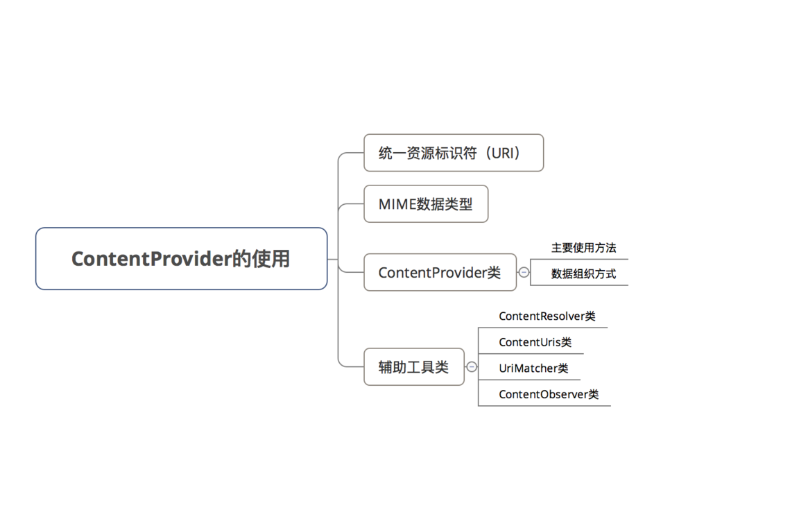 统一资源标识符（URI）
MIME数据类型
ContentProvider的使用
ContentProvider类
主要使用方法
数据组织方式
辅助工具类
ContentResolver类
ContentUris类
UriMatcher类
ContentObserver类